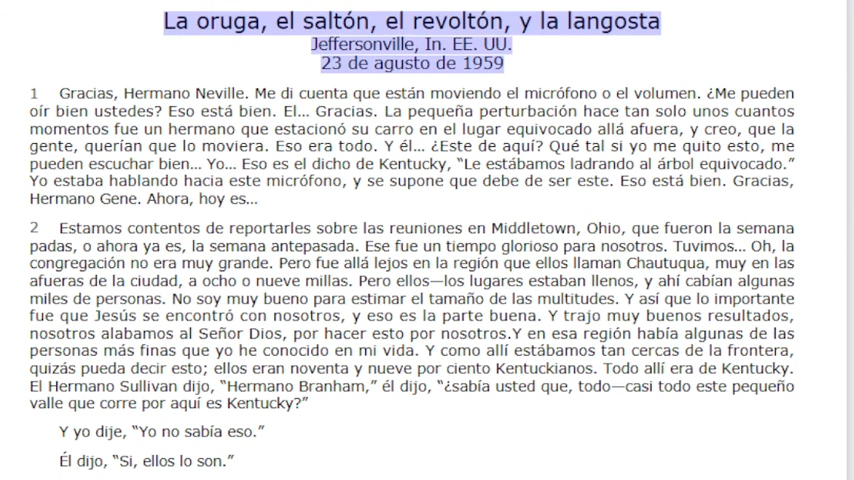 La oruga, el saltón, el revoltón, y la langosta
Jeffersonville, In. EE. UU.
23 de agusto de 1959
1 Gracias, Hermano Neville. Me di cuenta que están moviendo el micrófono o el volumen. ¿Me pueden
oír bien ustedes? Eso está bien. El... Gracias. La pequeña perturbación hace tan solo unos cuantos
momentos fue un hermano que estacionó su carro en el lugar equivocado allá afuera, y creo, que la
gente, querían que lo moviera. Eso era todo. Y él... ¿Este de aquí? Qué tal si yo me quito esto, me
pueden escuchar bien... Yo... Eso es el dicho de Kentucky, “Le estábamos ladrando al árbol equivocado.”
Yo estaba hablando hacia este micrófono, y se supone que debe de ser este. Eso está bien. Gracias,
Hermano Gene. Ahora, hoy es...
2 Estamos contentos de reportarles sobre las reuniones en Middletown, Ohio, que fueron la semana
padas, o ahora ya es, la semana antepasada. Ese fue un tiempo glorioso para nosotros. Tuvimos... Oh, la
congregación no era muy grande. Pero fue allá lejos en la región que ellos llaman Chautuqua, muy en las
afueras de la ciudad, a ocho o nueve millas. Pero ellos—los lugares estaban llenos, y ahí cabían algunas
miles de personas. No soy muy bueno para estimar el tamaño de las multitudes. Y así que lo importante
fue que Jesús se encontró con nosotros, y eso es la parte buena. Y trajo muy buenos resultados,
nosotros alabamos al Señor Dios, por hacer esto por nosotros.Y en esa región había algunas de las
personas más finas que yo he conocido en mi vida. Y como allí estábamos tan cercas de la frontera,
quizás pueda decir esto; ellos eran noventa y nueve por ciento Kentuckianos. Todo allí era de Kentucky.
El Hermano Sullivan dijo, “Hermano Branham,” él dijo, “¿sabía usted que, todo—casi todo este pequeño
valle que corre por aquí es Kentucky?”
Y yo dije, “Yo no sabía eso.”
Él dijo, “Si, ellos lo son.”